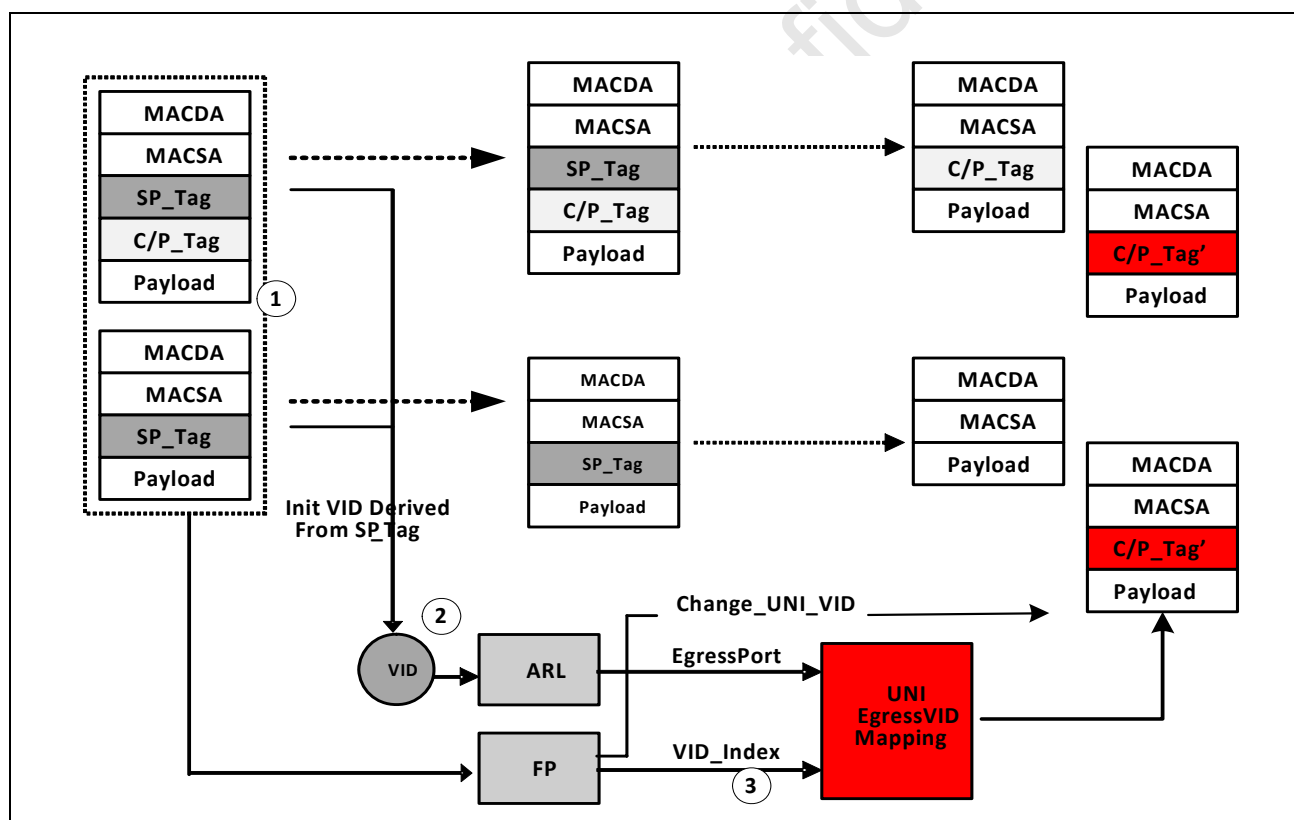 MACDA
MACSA
SP_Tag
C/P_Tag
Payload
1
MACDA
MACSA
SP_Tag
Payload
MACDA
MACSA
SP_Tag
C/P_Tag
Payload
MACDA
MACSA
C/P_Tag
Payload
MACDA
MACSA
C/P_Tag’
Payload
MACDA
MACSA
SP_Tag
Payload
MACDA
MACSA
Payload
MACDA
MACSA
C/P_Tag’
Payload
Init VID Derived
From SP_Tag
2
VID
ARL
FP
Change_UNI_VID
EgressPort
VID_Index
3
UNI
EgressVID
Mapping